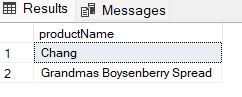 Results Messages
productName
1 Chang
2 Grandmas Boysenberry Spread